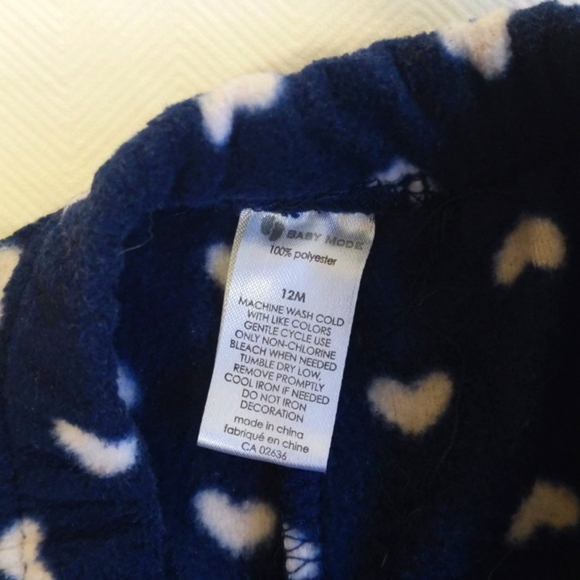 BABY MODE
100% polyester
12M
MACHINE WASH COLD
WITH LIKE COLORS
GENTLE CYCLE USE
ONLY NON-CHLORINE
BLEACH WHEN NEEDED
TUMBLE DRY LOW,
REMOVE PROMPTLY
COOL IRON IF NEEDED
DO NOT IRON
DECORATION
made in china
fabriqué en chine
CA 02636